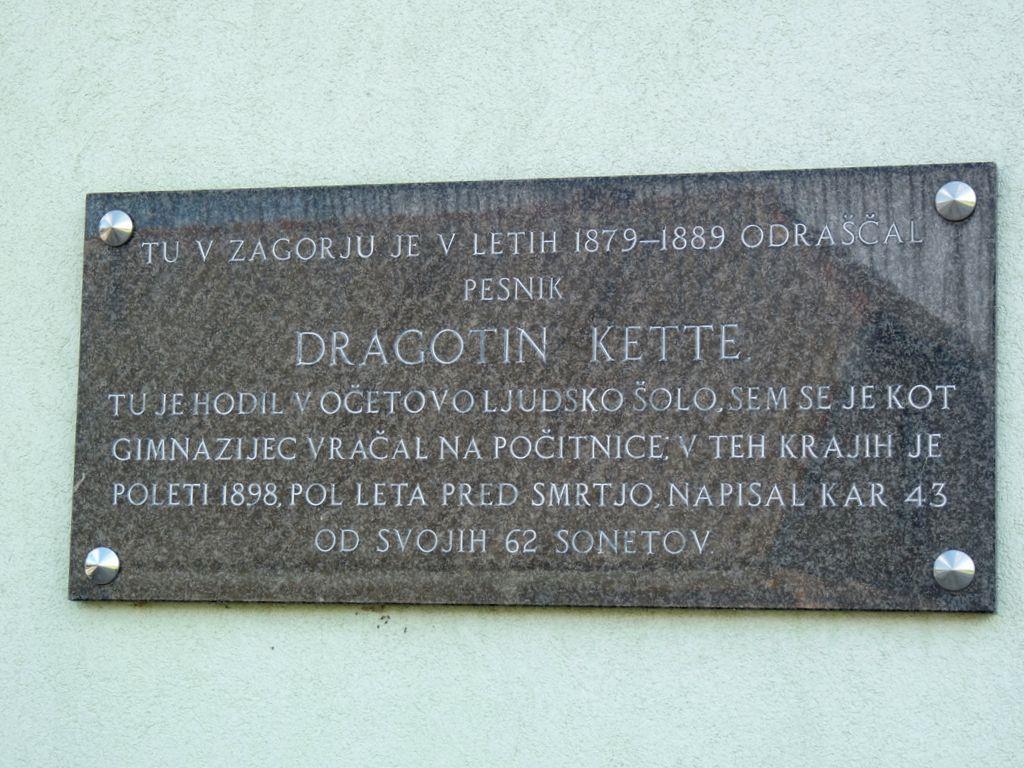 TU V ZAGORJU JE V LETIH 1879–1889 ODRAŠČAL
PESNIK
DRAGOTIN KETTE.
TU JE HODIL V OČETOVO LJUDSKO ŠOLO, SEM SE JE KOT
GIMNAZIJEC VRAČAL NA POČITNICE; V TEH KRAJIH JE
POLETI 1898, POL LETA PRED SMRTJO, NAPISAL KAR 43
OD SVOJIH 62 SONETOV